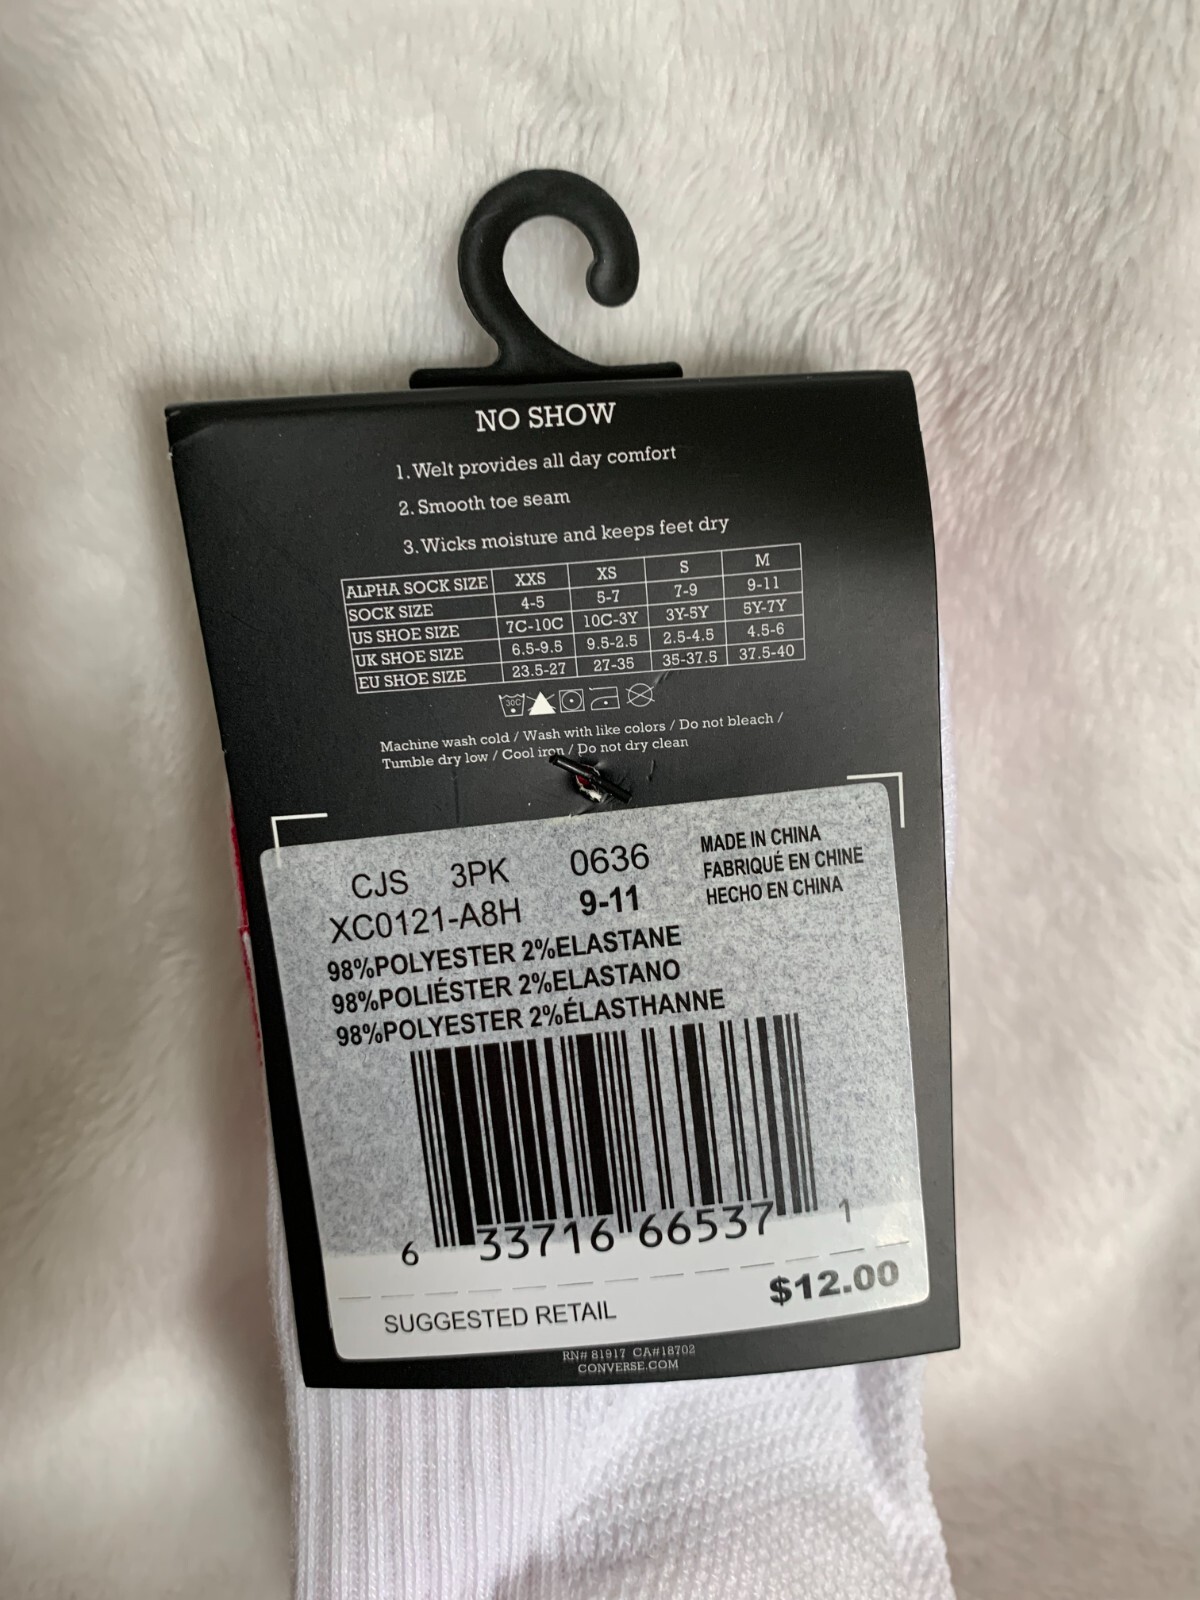 NO SHOW
1. Welt provides all day comfort
2. Smooth toe seam
3. Wicks moisture and keeps feet dry
ALPHA SOCK SIZE XXS XS S M
SOCK SIZE 4-5 5-7 7-9 9-11
US SHOE SIZE 7C-10C 10C-3Y 3Y-5Y 5Y-7Y
UK SHOE SIZE 6.5-9.5 9.5-2.5 2.5-4.5 4.5-6
EU SHOE SIZE 23.5-27 27-35 35-37.5 37.5-40
30C
Machine wash cold / Wash with like colors / Do not bleach /
Tumble dry low / Cool iron / Do not dry clean
CJS 3PK 0636
XC0121-A8H 9-11
MADE IN CHINA
FABRIQUÉ EN CHINE
HECHO EN CHINA
98%POLYESTER 2%ELASTANE
98%POLIÉSTER 2%ELASTANO
98%POLYESTER 2%ÉLASTHANNE
6 33716 66537 1
SUGGESTED RETAIL $12.00
RN# 81917 CA#18702
CONVERSE.COM